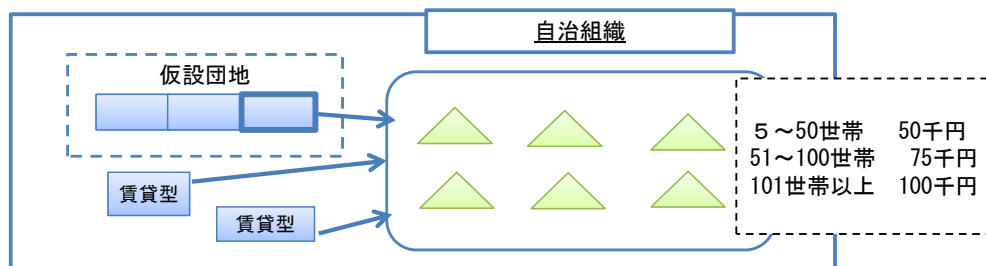 自治組織
仮設団地
賃貸型
賃貸型
５～50世帯　　50千円
51～100世帯　　75千円
101世帯以上　100千円